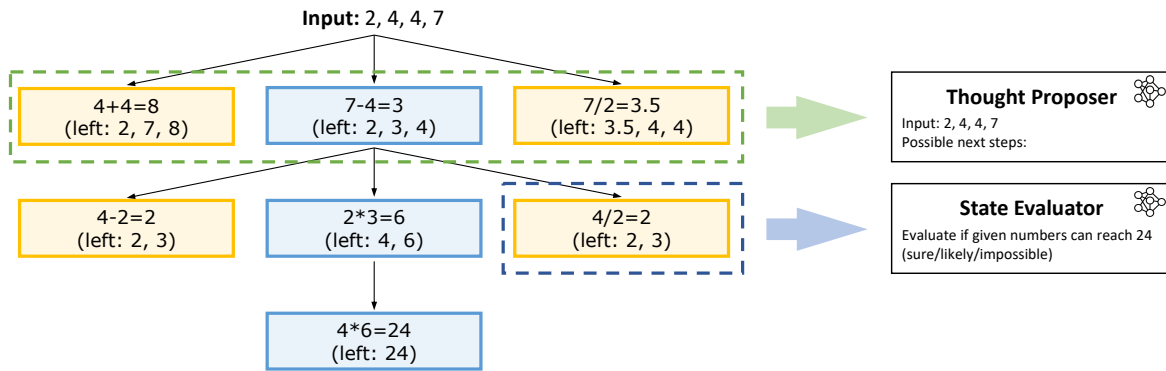 Input: 2, 4, 4, 7
4+4=8
(left: 2, 7, 8)
7-4=3
(left: 2, 3, 4)
7/2=3.5
(left: 3.5, 4, 4)
Thought Proposer
Input: 2, 4, 4, 7
Possible next steps:
4-2=2
(left: 2, 3)
2*3=6
(left: 4, 6)
4/2=2
(left: 2, 3)
State Evaluator
Evaluate if given numbers can reach 24
(sure/likely/impossible)
4*6=24
(left: 24)